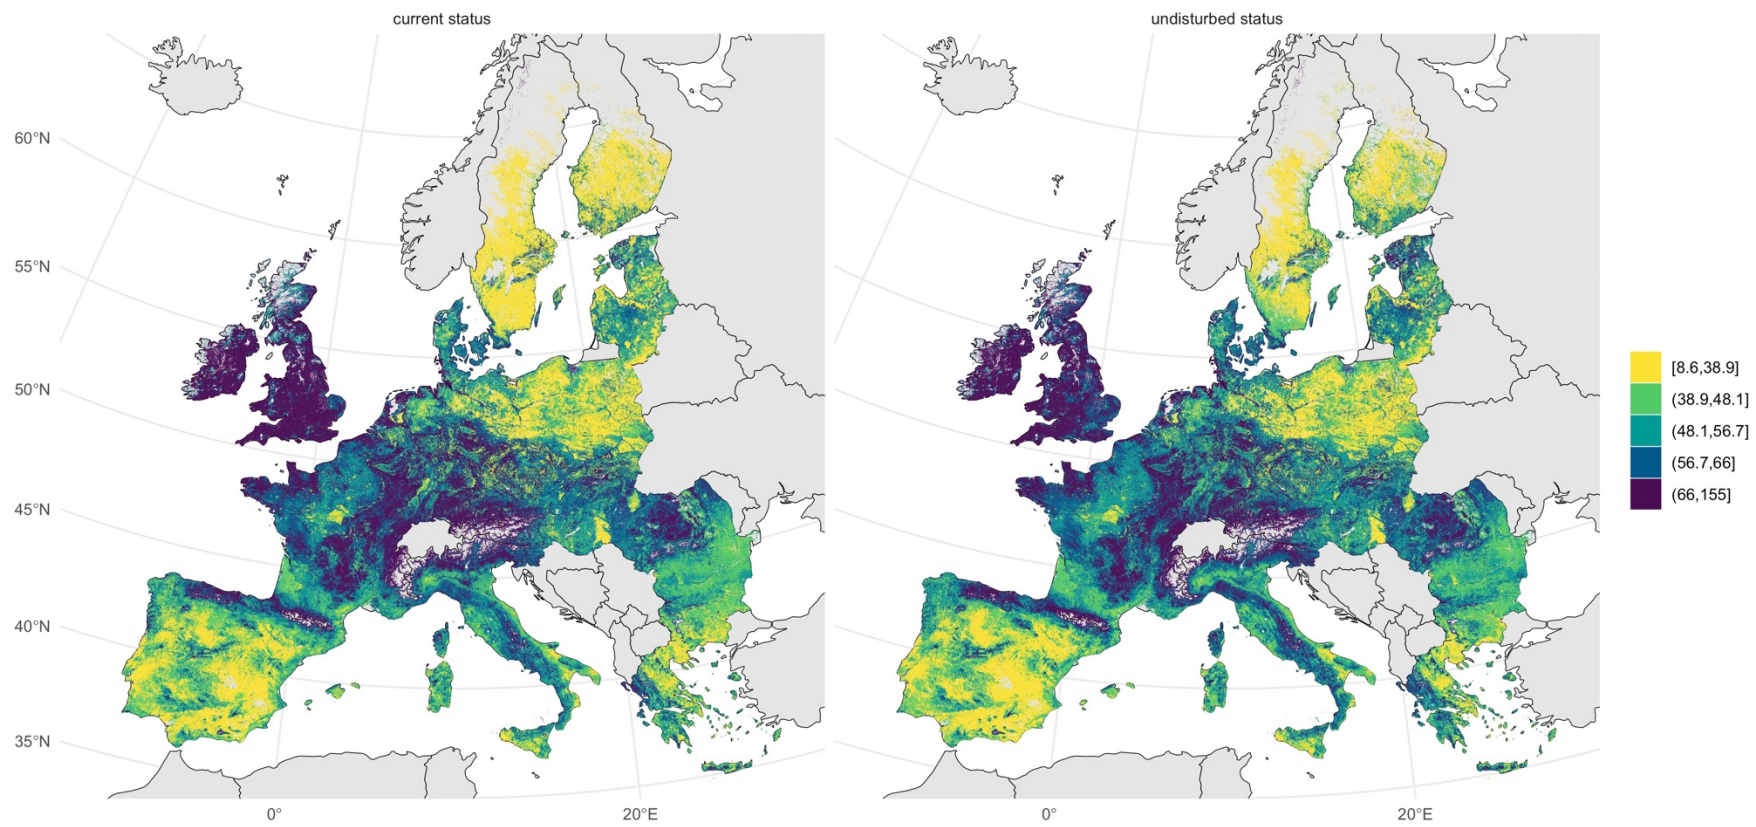 current status
undisturbed status
60°N
55°N
50°N
45°N
40°N
35°N
[8.6,38.9]
(38.9,48.1]
(48.1,56.7]
(56.7,66]
(66,155]
0°
20°E
0°
20°E